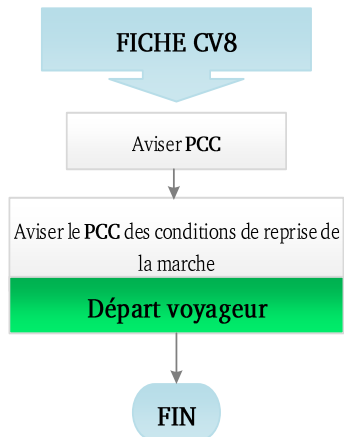 FICHE CV8
Aviser PCC
Aviser le PCC des conditions de reprise de
la marche
Départ voyageur
FIN